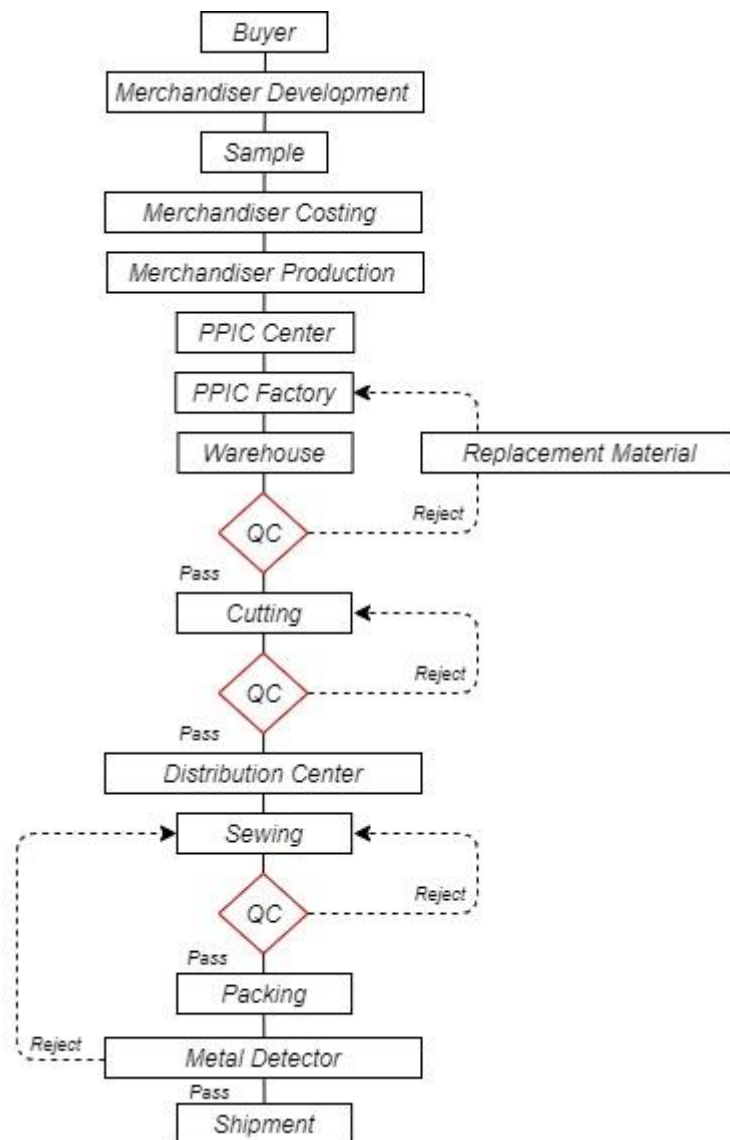 Buyer
Merchandiser Development
Sample
Merchandiser Costing
Merchandiser Production
PPIC Center
PPIC Factory
Warehouse
Replacement Material
QC
Reject
Pass
Cutting
QC
Reject
Pass
Distribution Center
Sewing
QC
Reject
Pass
Packing
Reject
Metal Detector
Pass
Shipment